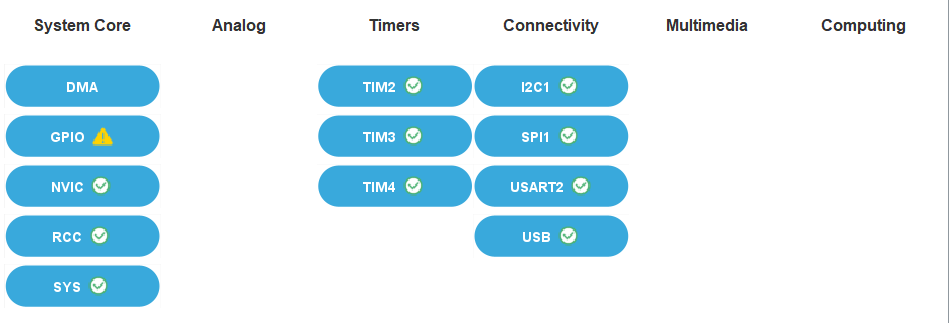 System Core Analog Timers Connectivity Multimedia Computing
DMA TIM2 I2C1
GPIO TIM3 SPI1
NVIC TIM4 USART2
RCC USB
SYS